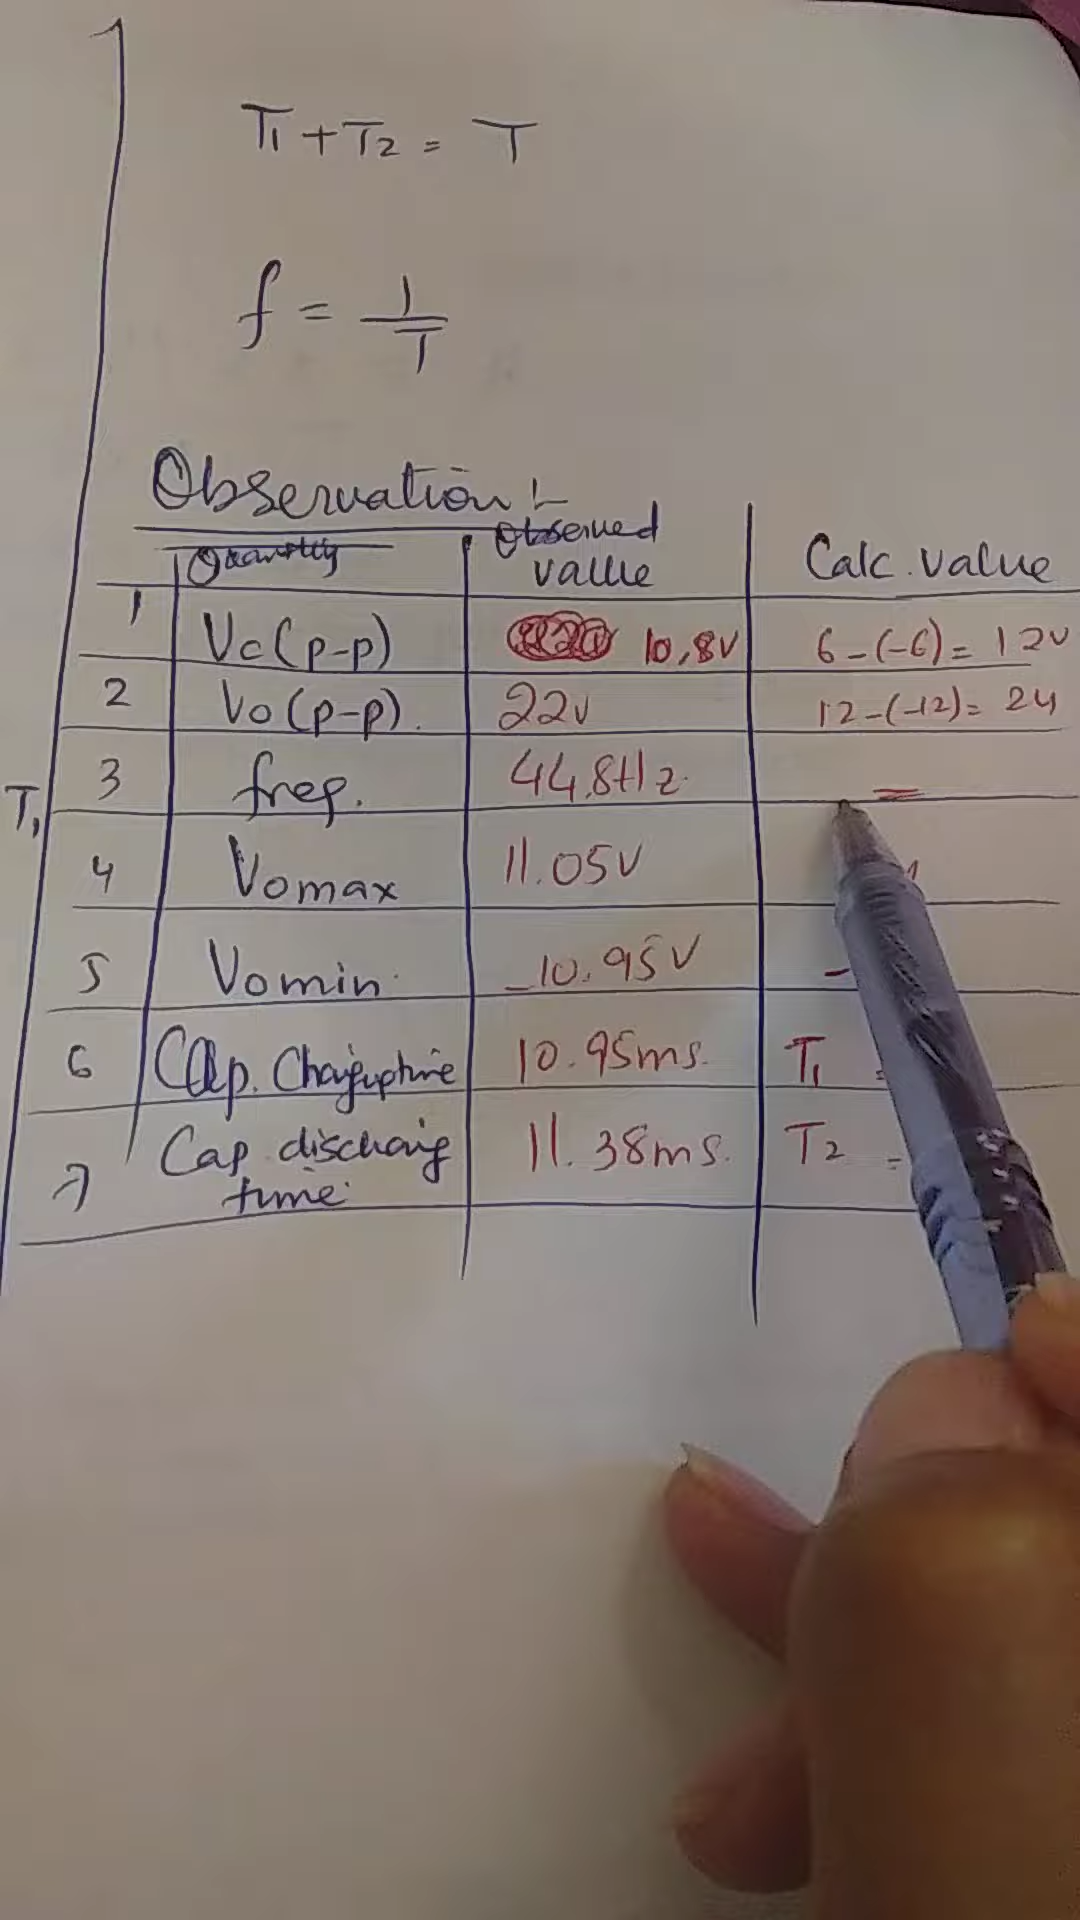 T1 + T2 = T
f = 1/T
Observation :-
Quantity Observed value Calc. value
1 Vc (p-p) 10.8V 6-(-6) = 12V
2 Vo (p-p). 22V 12-(-12) = 24
3 freq. 44.8Hz =
T1
4 Vomax 11.05V
5 Vomin. -10.95V -
6 Cap. 10.95ms. T1 =
7 Cap. time. 11.38ms. T2 =